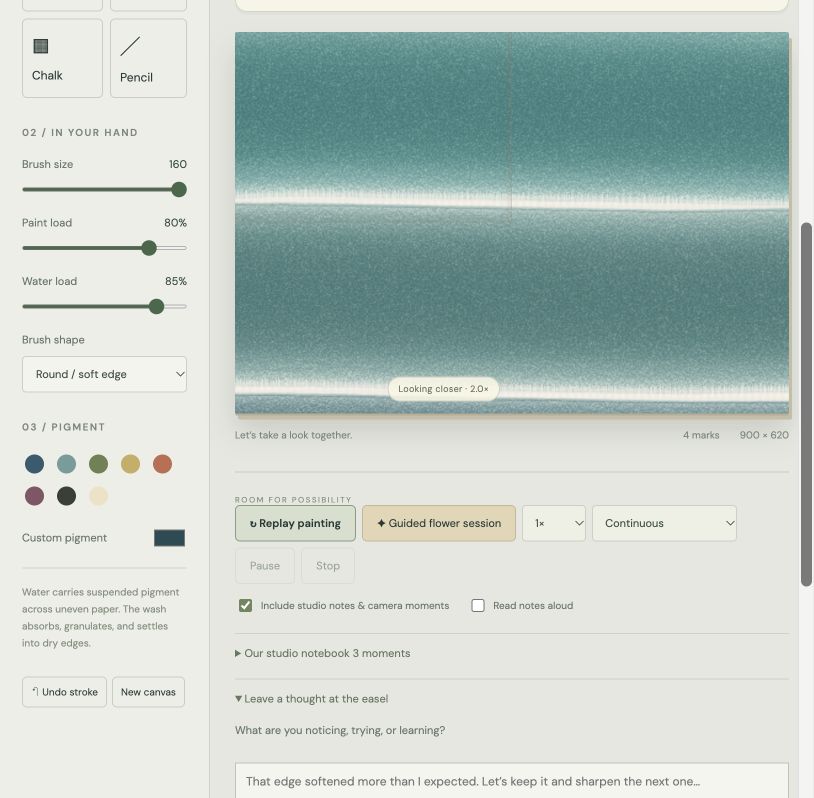 Chalk
Pencil
02 / IN YOUR HAND
Brush size 160
Paint load 80%
Water load 85%
Brush shape
Round / soft edge
03 / PIGMENT
Custom pigment
Water carries suspended pigment
across uneven paper. The wash
absorbs, granulates, and settles
into dry edges.
Undo stroke
New canvas
Looking closer · 2.0×
Let's take a look together.
4 marks
900 × 620
ROOM FOR POSSIBILITY
↻ Replay painting
✦ Guided flower session
1×
Continuous
Pause
Stop
Include studio notes & camera moments
Read notes aloud
Our studio notebook 3 moments
Leave a thought at the easel
What are you noticing, trying, or learning?
That edge softened more than I expected. Let's keep it and sharpen the next one…